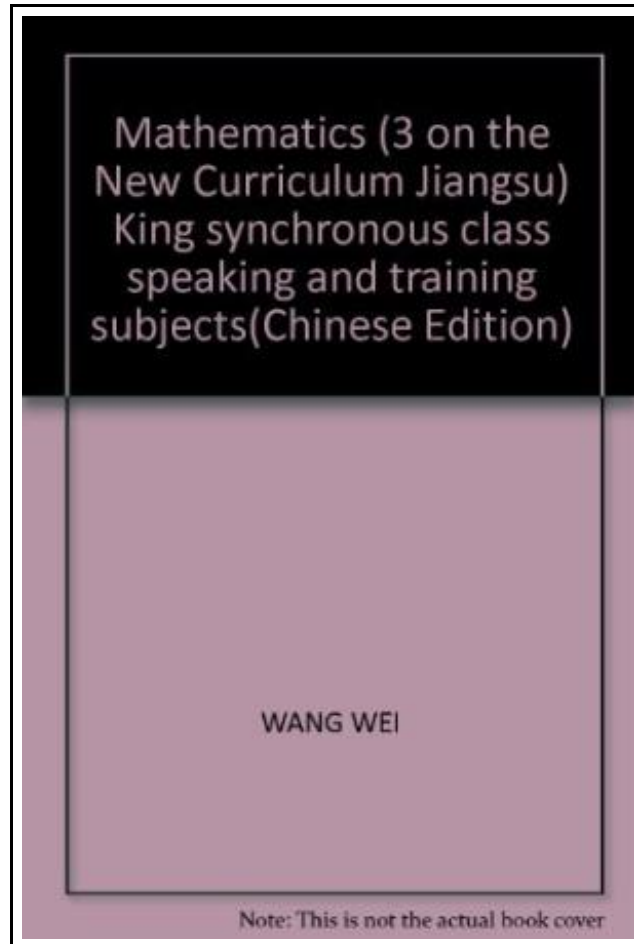 Mathematics (3 on the
New Curriculum Jiangsu)
King synchronous class
speaking and training
subjects(Chinese Edition)
WANG WEI
Note: This is not the actual book cover